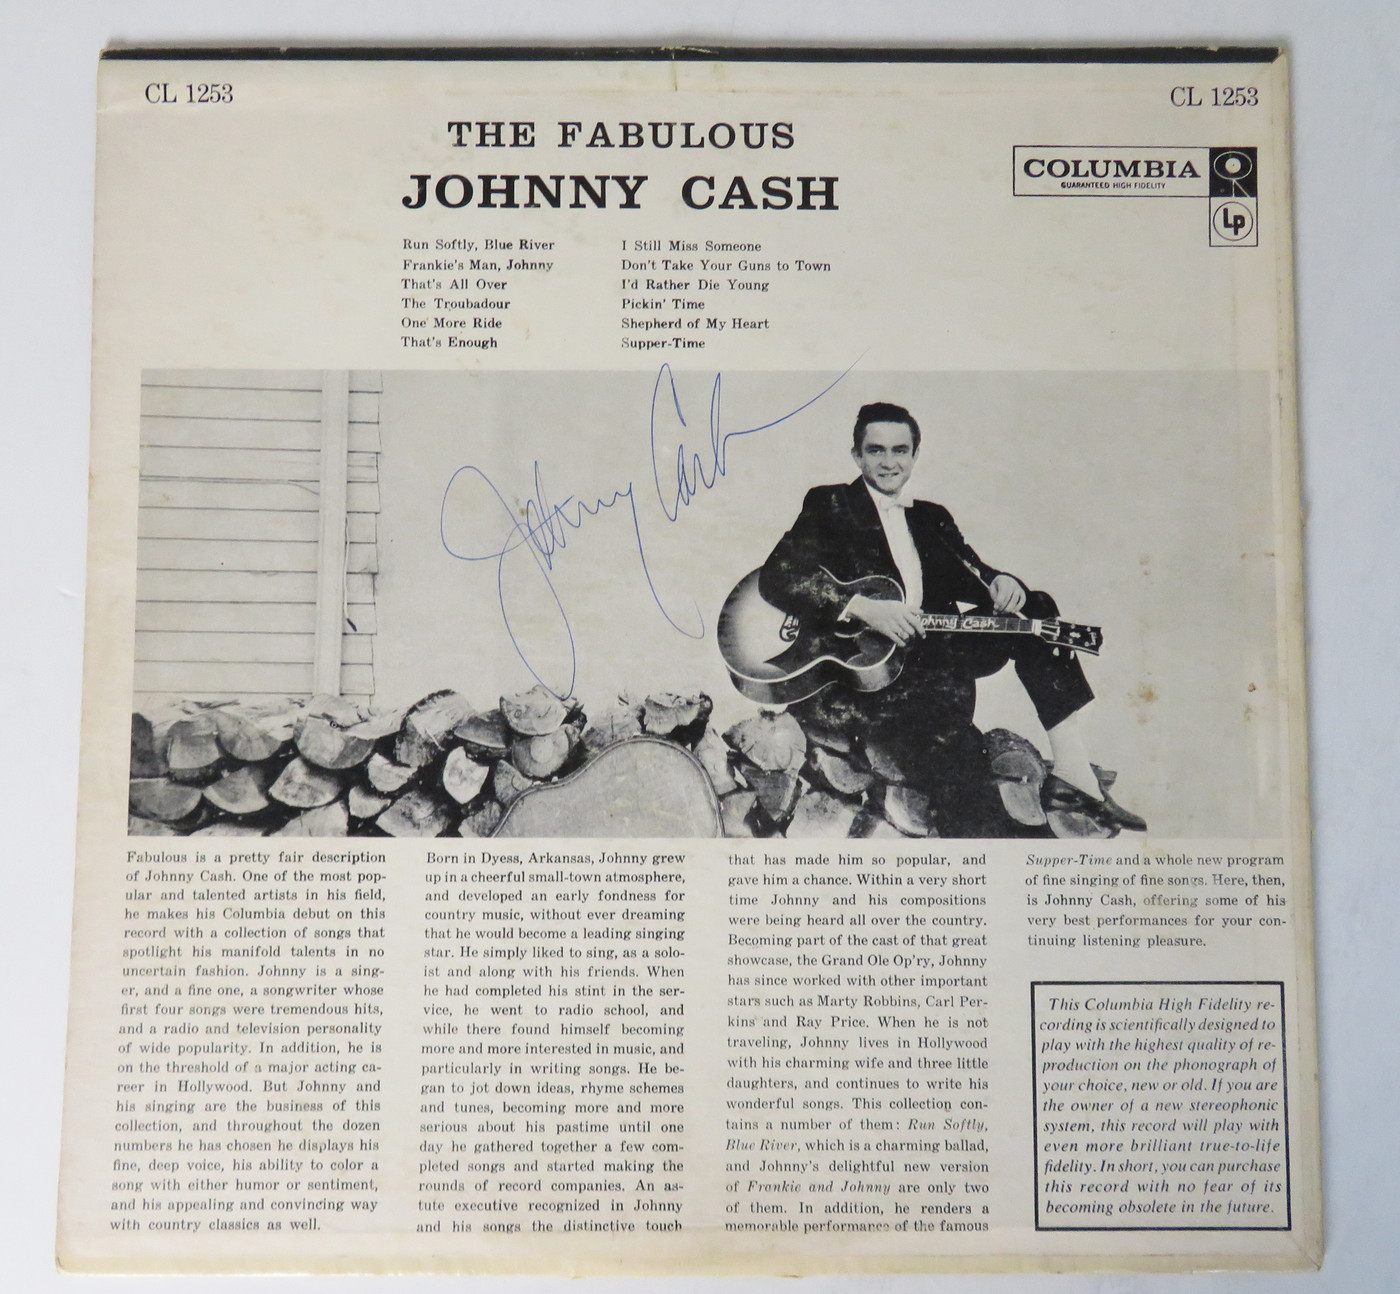 CL 1253
CL 1253
THE FABULOUS
JOHNNY CASH
COLUMBIA
GUARANTEED HIGH FIDELITY
Lp
Run Softly, Blue River
Frankie's Man, Johnny
That's All Over
The Troubadour
One More Ride
That's Enough
I Still Miss Someone
Don't Take Your Guns to Town
I'd Rather Die Young
Pickin' Time
Shepherd of My Heart
Supper-Time
Johnny Cash
Johnny Cash
Fabulous is a pretty fair description
of Johnny Cash. One of the most pop-
ular and talented artists in his field,
he makes his Columbia debut on this
record with a collection of songs that
spotlight his manifold talents in no
uncertain fashion. Johnny is a sing-
er, and a fine one, a songwriter whose
first four songs were tremendous hits,
and a radio and television personality
of wide popularity. In addition, he is
on the threshold of a major acting ca-
reer in Hollywood. But Johnny and
his singing are the business of this
collection, and throughout the dozen
numbers he has chosen he displays his
fine, deep voice, his ability to color a
song with either humor or sentiment,
and his appealing and convincing way
with country classics as well.
Born in Dyess, Arkansas, Johnny grew
up in a cheerful small-town atmosphere,
and developed an early fondness for
country music, without ever dreaming
that he would become a leading singing
star. He simply liked to sing, as a solo-
ist and along with his friends. When
he had completed his stint in the ser-
vice, he went to radio school, and
while there found himself becoming
more and more interested in music, and
particularly in writing songs. He be-
gan to jot down ideas, rhyme schemes
and tunes, becoming more and more
serious about his pastime until one
day he gathered together a few com-
pleted songs and started making the
rounds of record companies. An as-
tute executive recognized in Johnny
and his songs the distinctive touch
that has made him so popular, and
gave him a chance. Within a very short
time Johnny and his compositions
were being heard all over the country.
Becoming part of the cast of that great
showcase, the Grand Ole Op'ry, Johnny
has since worked with other important
stars such as Marty Robbins, Carl Per-
kins and Ray Price. When he is not
traveling, Johnny lives in Hollywood
with his charming wife and three little
daughters, and continues to write his
wonderful songs. This collection con-
tains a number of them: Run Softly,
Blue River, which is a charming ballad,
and Johnny's delightful new version
of Frankie and Johnny are only two
of them. In addition, he renders a
memorable performance of the famous
Supper-Time and a whole new program
of fine singing of fine songs. Here, then,
is Johnny Cash, offering some of his
very best performances for your con-
tinuing listening pleasure.
This Columbia High Fidelity re-
cording is scientifically designed to
play with the highest quality of re-
production on the phonograph of
your choice, new or old. If you are
the owner of a new stereophonic
system, this record will play with
even more brilliant true-to-life
fidelity. In short, you can purchase
this record with no fear of its
becoming obsolete in the future.